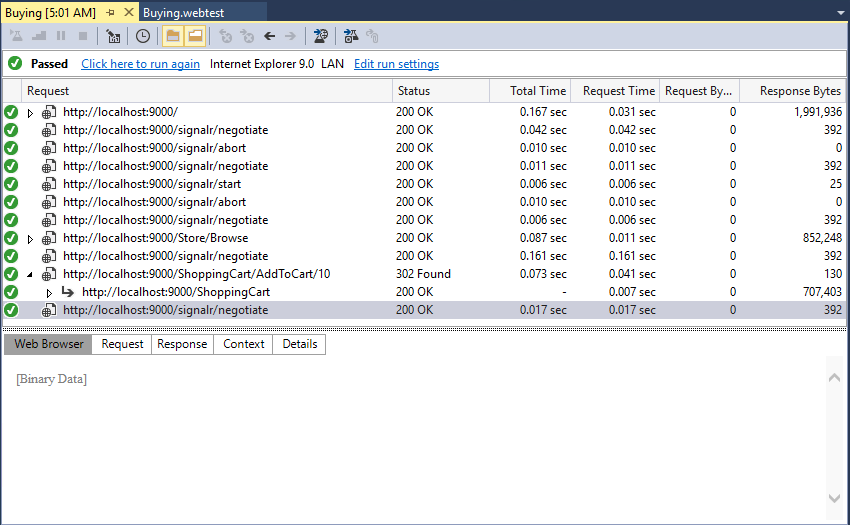 Buying [5:01 AM] Buying.webtest
Passed Click here to run again Internet Explorer 9.0 LAN Edit run settings
Request Status Total Time Request Time Request By... Response Bytes
http://localhost:9000/ 200 OK 0.167 sec 0.031 sec 0 1,991,936
http://localhost:9000/signalr/negotiate 200 OK 0.042 sec 0.042 sec 0 392
http://localhost:9000/signalr/abort 200 OK 0.010 sec 0.010 sec 0 0
http://localhost:9000/signalr/negotiate 200 OK 0.011 sec 0.011 sec 0 392
http://localhost:9000/signalr/start 200 OK 0.006 sec 0.006 sec 0 25
http://localhost:9000/signalr/abort 200 OK 0.010 sec 0.010 sec 0 0
http://localhost:9000/signalr/negotiate 200 OK 0.006 sec 0.006 sec 0 392
http://localhost:9000/Store/Browse 200 OK 0.087 sec 0.011 sec 0 852,248
http://localhost:9000/signalr/negotiate 200 OK 0.161 sec 0.161 sec 0 392
http://localhost:9000/ShoppingCart/AddToCart/10 302 Found 0.073 sec 0.041 sec 0 130
http://localhost:9000/ShoppingCart 200 OK - 0.007 sec 0 707,403
http://localhost:9000/signalr/negotiate 200 OK 0.017 sec 0.017 sec 0 392
Web Browser Request Response Context Details
[Binary Data]